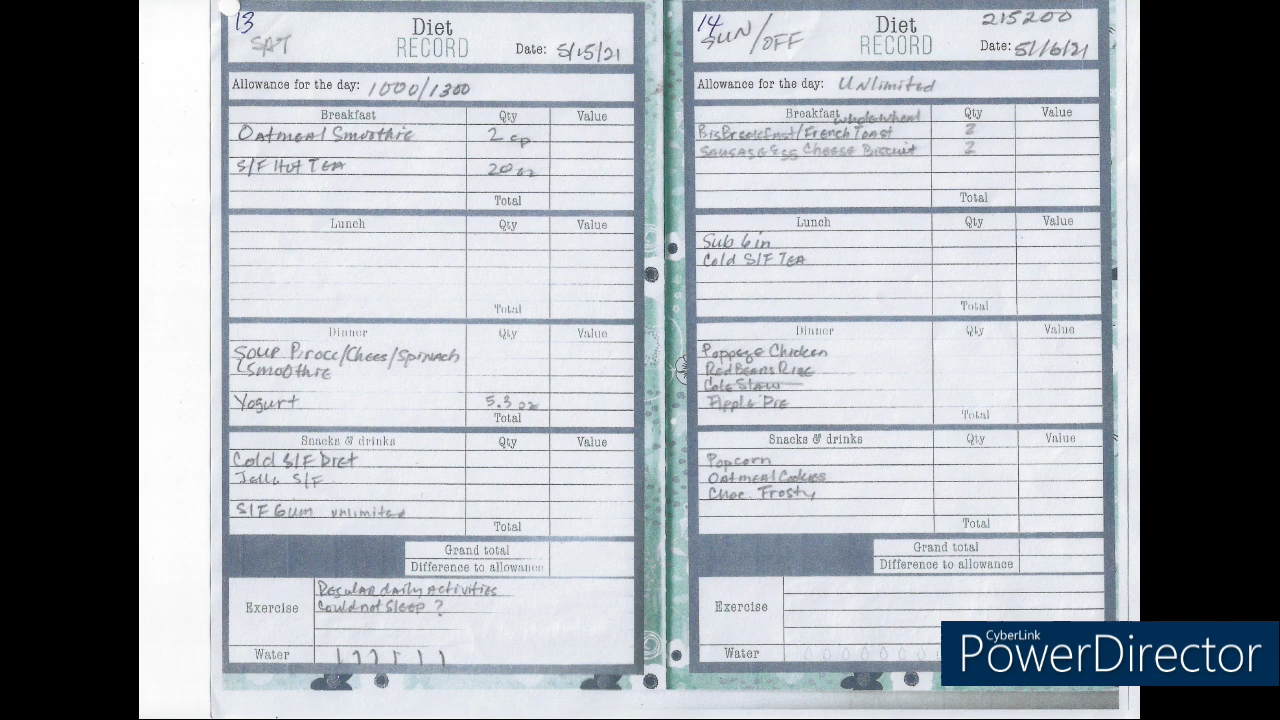 13
SAT
Diet
RECORD
Date: 5/15/21
Allowance for the day: 1000/1300
Breakfast Qty Value
Oatmeal Smoothie 2 cp
S/F Hot TEA 20 oz
Total
Lunch Qty Value
Total
Dinner Qty Value
Soup Piroce/Chees/Spinach
Smoothie
Yogurt 5.3 oz
Total
Snacks & drinks Qty Value
Cold S/F Diet
Jello S/F
S/F Gum unlimited
Total
Grand total
Difference to allowance
Exercise
Regular daily activities
Could not Sleep ?
Water
14
SUN/OFF
Diet
RECORD
215200
Date: 5/16/21
Allowance for the day: Unlimited
Breakfast Qty Value
wholewheat
BigBreakfast/French Toast 2
Sausage Egg Cheese Biscuit 2
Total
Lunch Qty Value
Sub 6 in
Cold S/F TEA
Total
Dinner Qty Value
Popeye Chicken
Red Beans Rice
Cole Slaw
Apple Pie
Total
Snacks & drinks Qty Value
Popcorn
Oatmeal Cookies
Choc. Frosty
Total
Grand total
Difference to allowance
Exercise
Water
CyberLink
PowerDirector